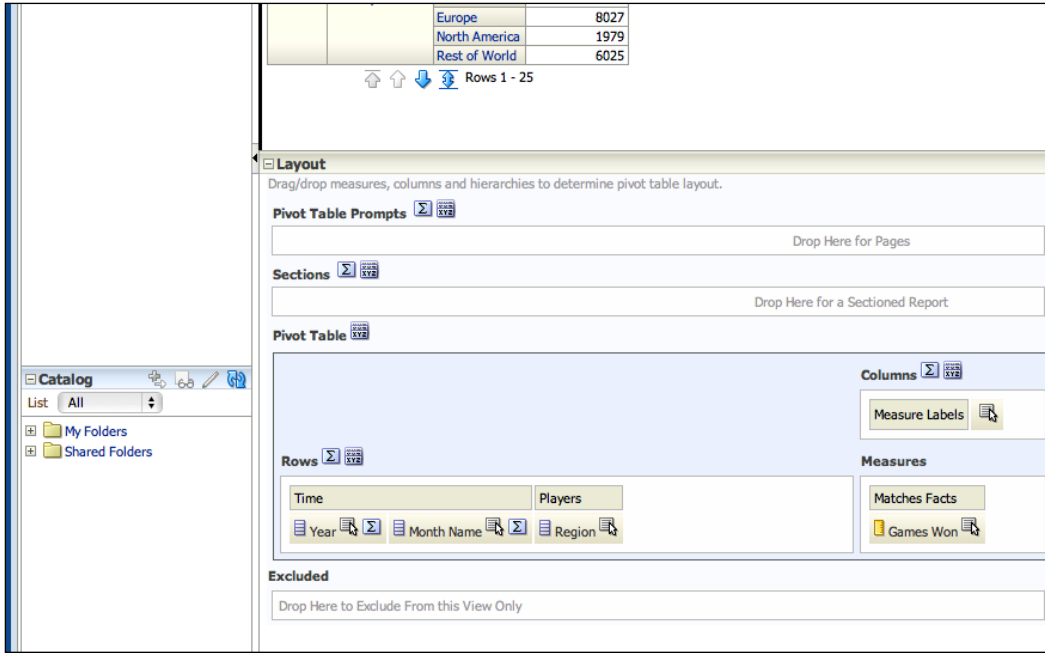 Europe 8027
North America 1979
Rest of World 6025
Rows 1 - 25
Layout
Drag/drop measures, columns and hierarchies to determine pivot table layout.
Pivot Table Prompts
Drop Here for Pages
Sections
Drop Here for a Sectioned Report
Pivot Table
Catalog
List All
My Folders
Shared Folders
Columns
Measure Labels
Rows
Measures
Time Players
Matches Facts
Year Month Name Region
Games Won
Excluded
Drop Here to Exclude From this View Only